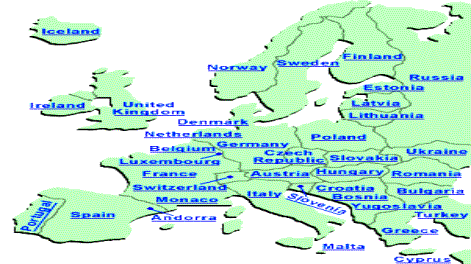 Iceland
Norway
Sweden
Finland
Russia
Estonia
Latvia
Lithuania
Ireland
United
Kingdom
Denmark
Netherlands
Poland
Belgium
Germany
Ukraine
Luxembourg
Czech
Republic
Slovakia
France
Austria
Hungary
Romania
Switzerland
Italy
Slovenia
Croatia
Bosnia
Bulgaria
Monaco
Yugoslavia
Portugal
Spain
Andorra
Turkey
Greece
Malta
Cyprus